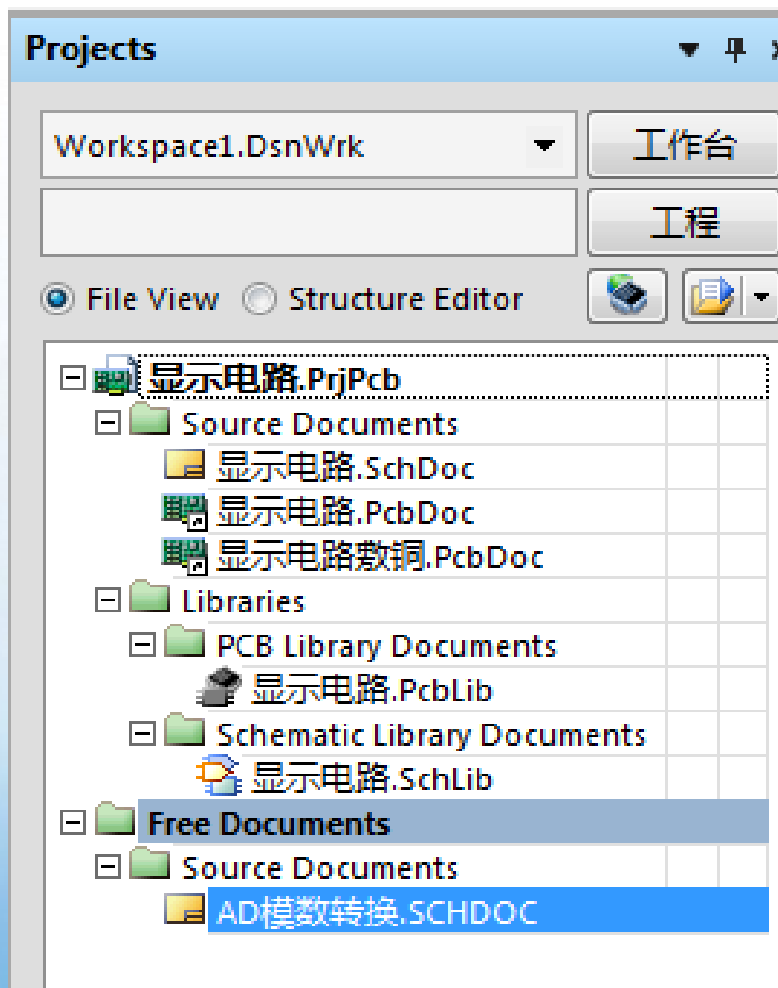 Projects
Workspace1.DsnWrk
工作台
工程
File View
Structure Editor
显示电路.PrjPcb
Source Documents
显示电路.SchDoc
显示电路.PcbDoc
显示电路敷铜.PcbDoc
Libraries
PCB Library Documents
显示电路.PcbLib
Schematic Library Documents
显示电路.SchLib
Free Documents
Source Documents
AD模数转换.SCHDOC